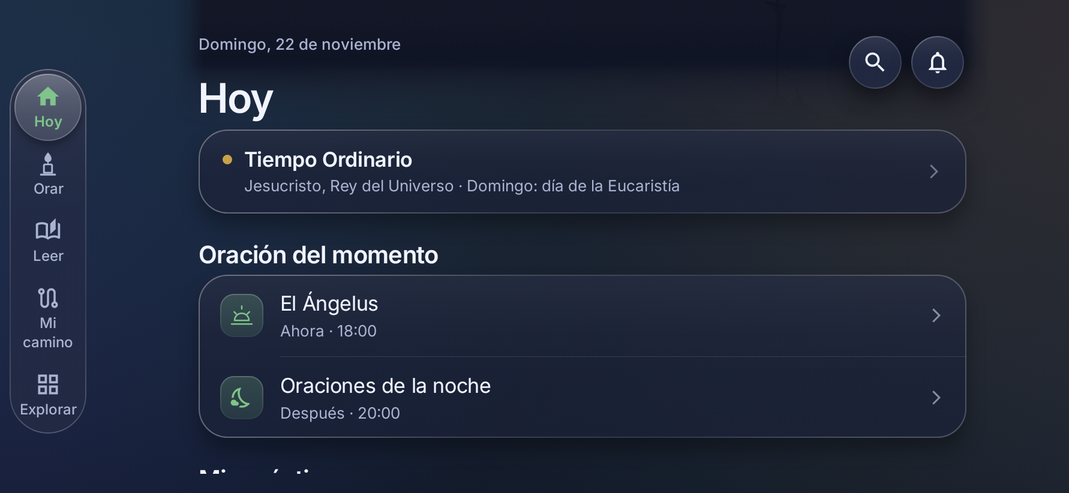 Domingo, 22 de noviembre
Hoy
Tiempo Ordinario
Jesucristo, Rey del Universo · Domingo: día de la Eucaristía
Oración del momento
El Ángelus
Ahora · 18:00
Oraciones de la noche
Después · 20:00
Hoy
Orar
Leer
Mi
camino
Explorar